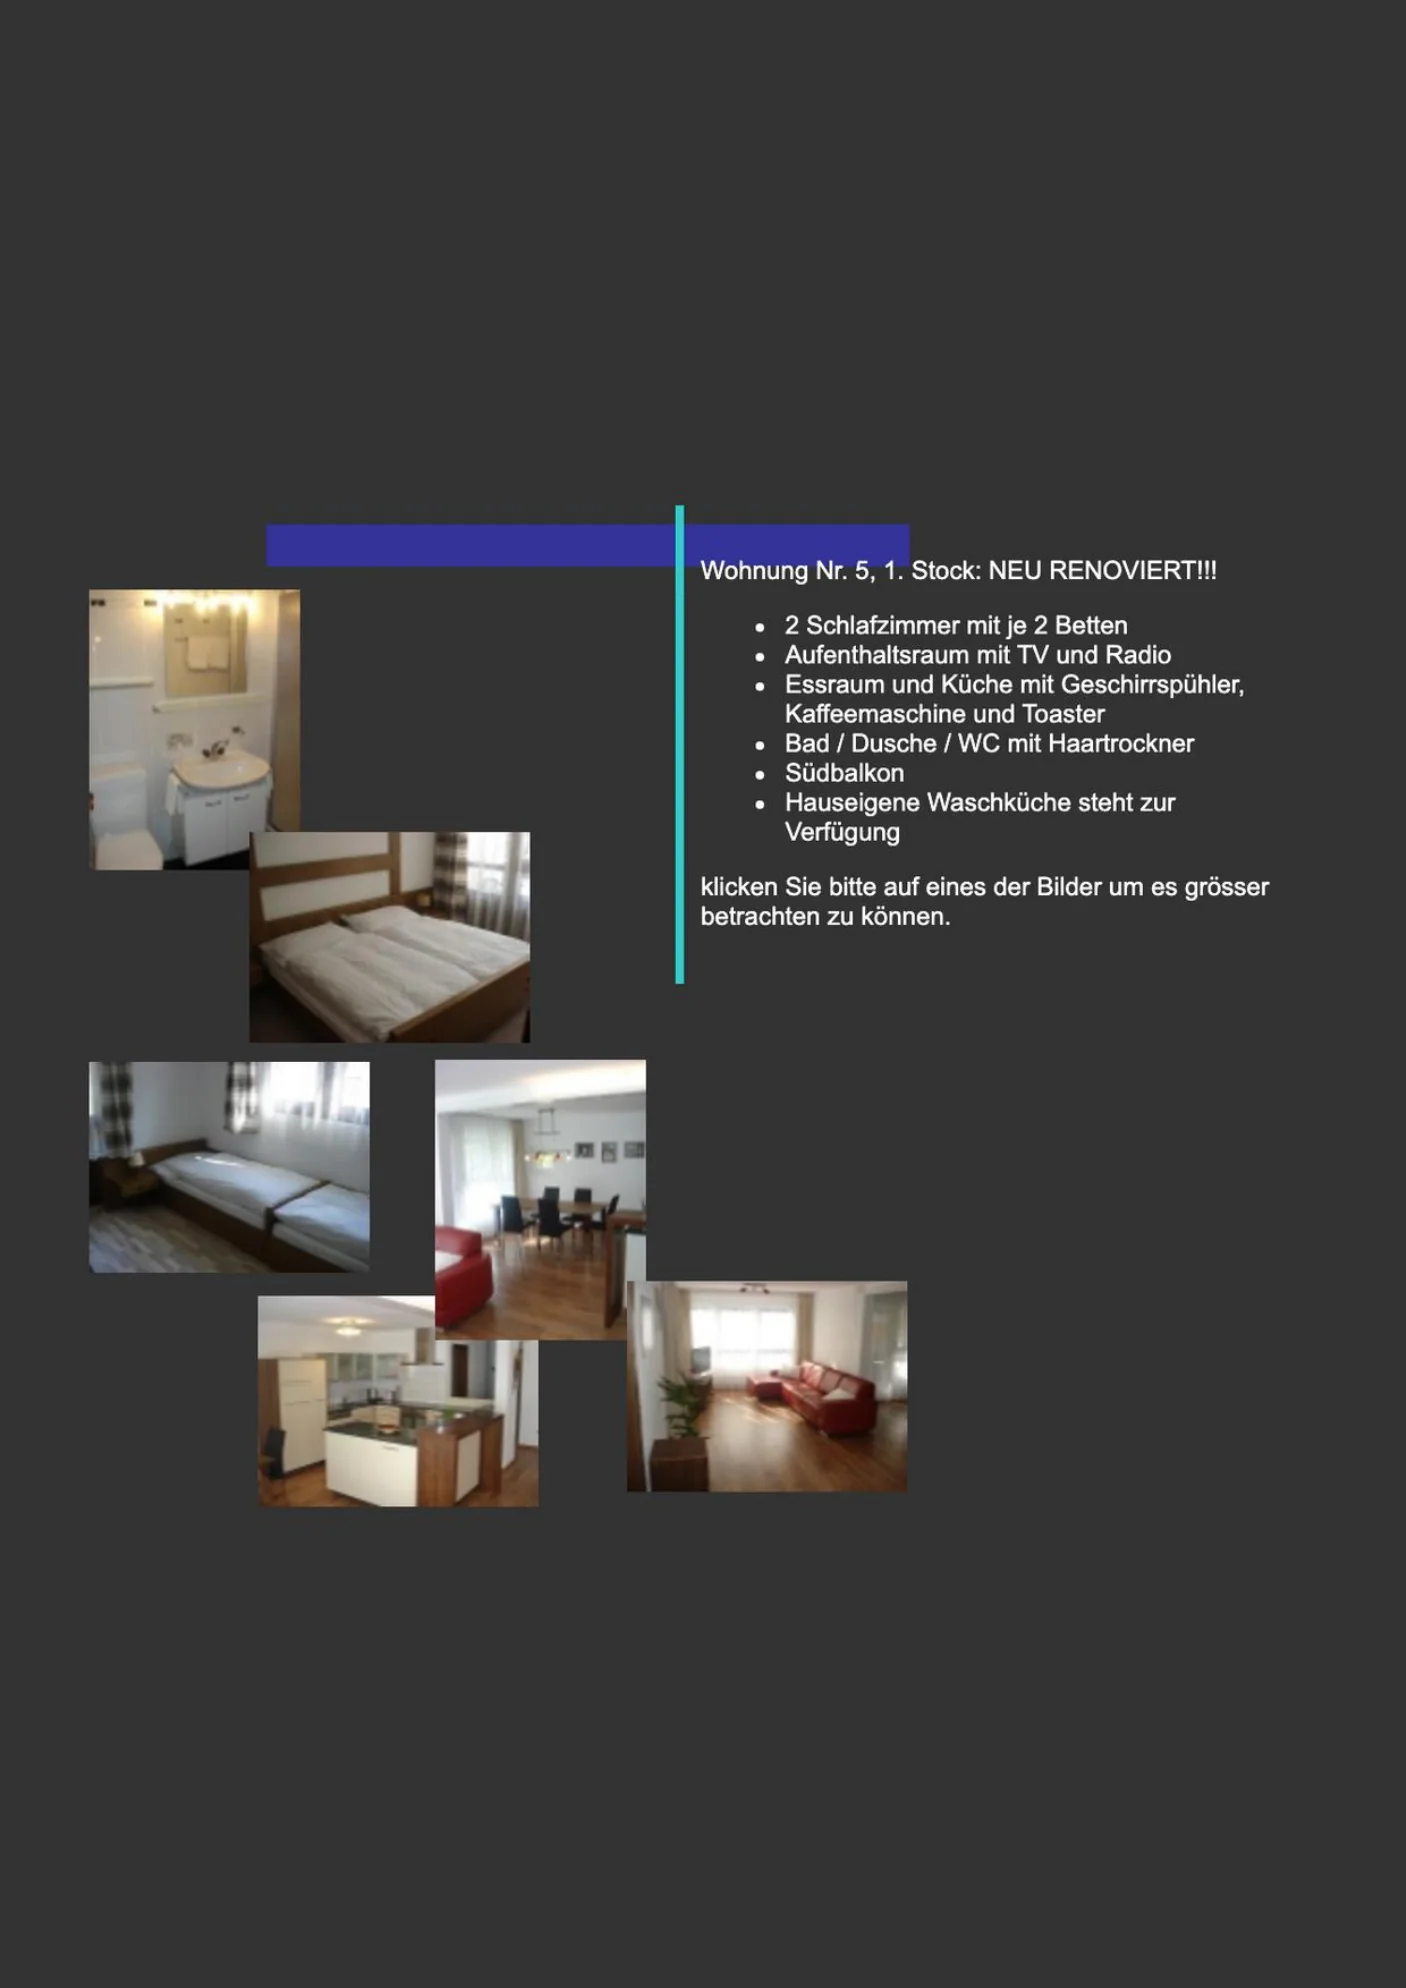 Wohnung Nr. 5, 1. Stock: NEU RENOVIERT!!!
• 2 Schlafzimmer mit je 2 Betten
• Aufenthaltsraum mit TV und Radio
• Essraum und Küche mit Geschirrspühler,
Kaffeemaschine und Toaster
• Bad / Dusche / WC mit Haartrockner
• Südbalkon
• Hauseigene Waschküche steht zur
Verfügung
klicken Sie bitte auf eines der Bilder um es grösser
betrachten zu können.